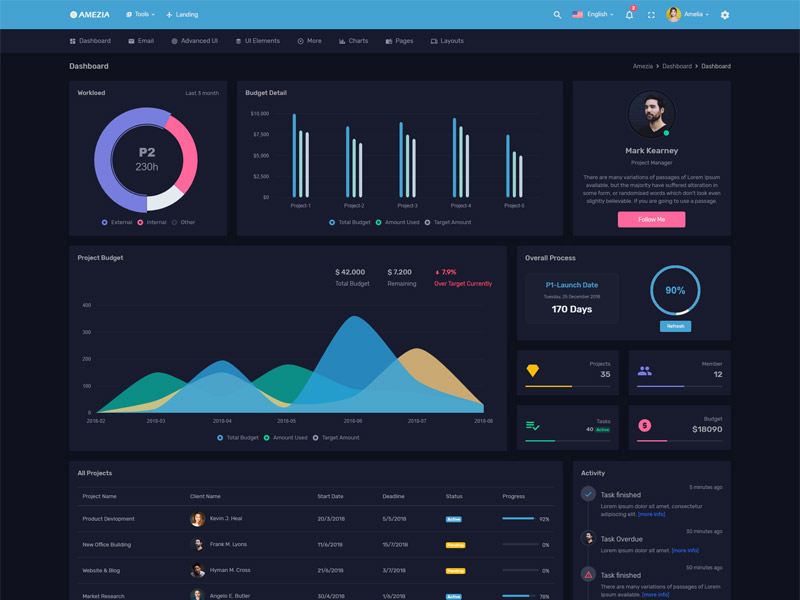 AMEZIA Tools Landing English 2 Amelia
Dashboard Email Advanced UI UI Elements More Charts Pages Layouts
Dashboard
Amezia > Dashboard > Dashboard
Workloed Last 3 month
P2
230h
External Internal Other
Budget Detail
$10,000
$7,500
$5,000
$2,500
$0
Project-1 Project-2 Project-3 Project-4 Project-5
Total Budget Amount Used Target Amount
Mark Kearney
Project Manager
There are many variations of passages of Lorem Ipsum
available, but the majority have suffered alteration in
some form, or randomised words which don't look even
slightly believable. If you are going to use a passage.
Follow Me
Project Budget
$ 42,000 $ 7,200 7.9%
Total Budget Remaining Over Target Currently
400
300
200
100
0
2018-02 2018-03 2018-04 2018-05 2018-06 2018-07 2018-08
Total Budget Amount Used Target Amount
Overall Process
P1-Launch Date
Tuesday, 25 December 2018
170 Days
90%
Refresh
Projects
35
Member
12
Tasks
40 Active
Budget
$18090
All Projects
Project Name Client Name Start Date Deadline Status Progress
Product Devlopment Kevin J. Heal 20/3/2018 5/5/2018 Active 92%
New Office Building Frank M. Lyons 11/6/2018 15/7/2018 Pending 0%
Website & Blog Hyman M. Cross 21/6/2018 3/7/2018 Pending 0%
Market Research Angelo E. Butler 30/4/2018 1/6/2018 Active 78%
Activity
5 minutes ago
Task finished
Lorem ipsum dolor sit amet, consectetur
adipiscing elit. [more info]
30 minutes ago
Task Overdue
Lorem ipsum dolor sit amet. [more info]
50 minutes ago
Task finished
There are many variations of passages of Lorem
Ipsum available. [more info]